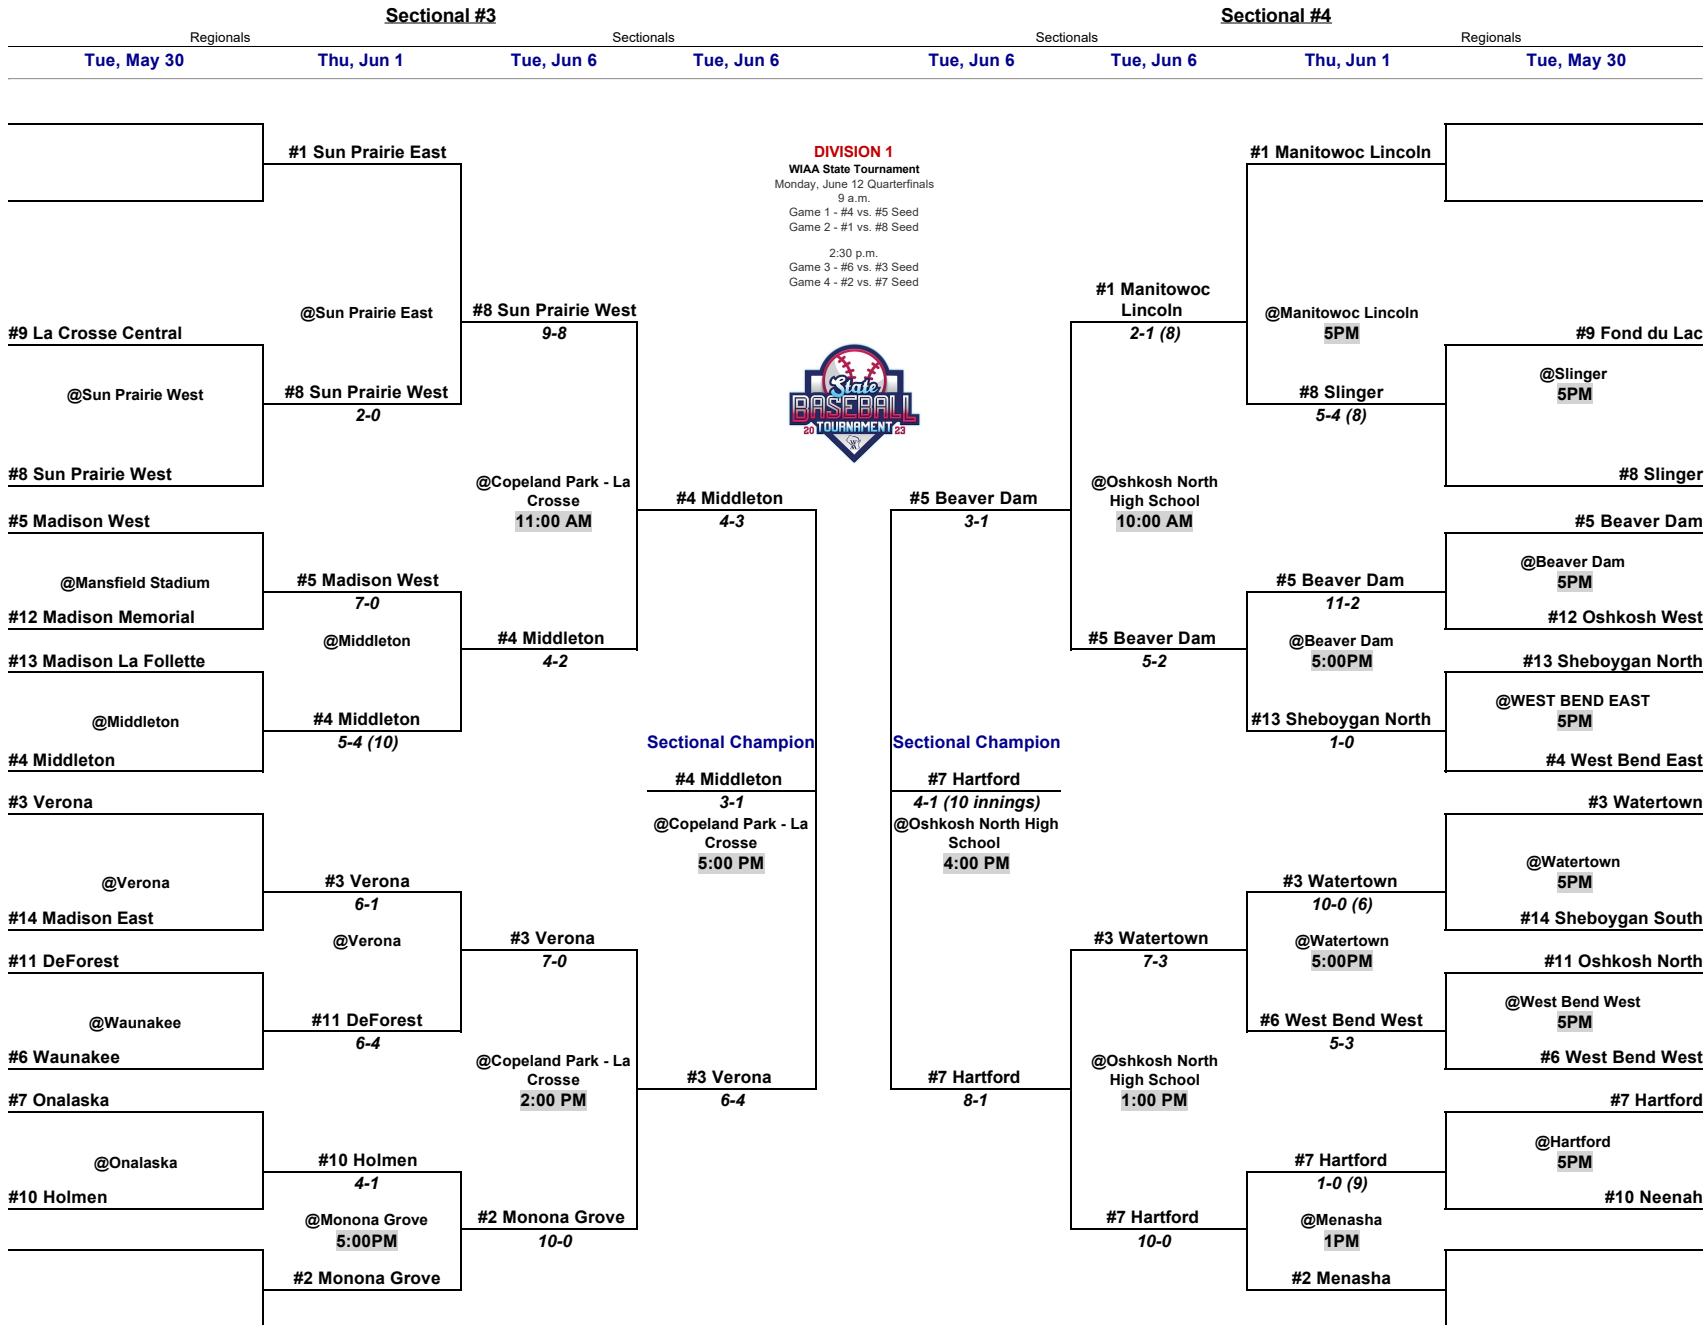 Sectional #3
Sectional #4
Regionals
Sectionals
Sectionals
Regionals
Tue, May 30
Thu, Jun 1
Tue, Jun 6
Tue, Jun 6
Tue, Jun 6
Tue, Jun 6
Thu, Jun 1
Tue, May 30
#1 Sun Prairie East
@Sun Prairie East
#9 La Crosse Central
@Sun Prairie West
#8 Sun Prairie West
#8 Sun Prairie West
2-0
#8 Sun Prairie West
9-8
@Copeland Park - La
Crosse
11:00 AM
#5 Madison West
@Mansfield Stadium
#12 Madison Memorial
#5 Madison West
7-0
@Middleton
#13 Madison La Follette
@Middleton
#4 Middleton
#4 Middleton
5-4 (10)
#4 Middleton
4-2
#4 Middleton
4-3
Sectional Champion
#4 Middleton
3-1
@Copeland Park - La
Crosse
5:00 PM
#3 Verona
@Verona
#14 Madison East
#3 Verona
6-1
@Verona
#11 DeForest
@Waunakee
#6 Waunakee
#11 DeForest
6-4
#3 Verona
7-0
@Copeland Park - La
Crosse
2:00 PM
#3 Verona
6-4
#7 Onalaska
@Onalaska
#10 Holmen
#10 Holmen
4-1
@Monona Grove
5:00PM
#2 Monona Grove
#2 Monona Grove
10-0
DIVISION 1
WIAA State Tournament
Monday, June 12 Quarterfinals
9 a.m.
Game 1 - #4 vs. #5 Seed
Game 2 - #1 vs. #8 Seed
2:30 p.m.
Game 3 - #6 vs. #3 Seed
Game 4 - #2 vs. #7 Seed
State
BASEBALL
20 TOURNAMENT 23
#5 Beaver Dam
3-1
Sectional Champion
#7 Hartford
4-1 (10 innings)
@Oshkosh North High
School
4:00 PM
#7 Hartford
8-1
#1 Manitowoc
Lincoln
2-1 (8)
@Oshkosh North
High School
10:00 AM
#5 Beaver Dam
5-2
#3 Watertown
7-3
@Oshkosh North
High School
1:00 PM
#7 Hartford
10-0
#1 Manitowoc Lincoln
@Manitowoc Lincoln
5PM
#8 Slinger
5-4 (8)
#5 Beaver Dam
11-2
@Beaver Dam
5:00PM
#13 Sheboygan North
1-0
#3 Watertown
10-0 (6)
@Watertown
5:00PM
#6 West Bend West
5-3
#7 Hartford
1-0 (9)
@Menasha
1PM
#2 Menasha
#9 Fond du Lac
@Slinger
5PM
#8 Slinger
#5 Beaver Dam
@Beaver Dam
5PM
#12 Oshkosh West
#13 Sheboygan North
@WEST BEND EAST
5PM
#4 West Bend East
#3 Watertown
@Watertown
5PM
#14 Sheboygan South
#11 Oshkosh North
@West Bend West
5PM
#6 West Bend West
#7 Hartford
@Hartford
5PM
#10 Neenah